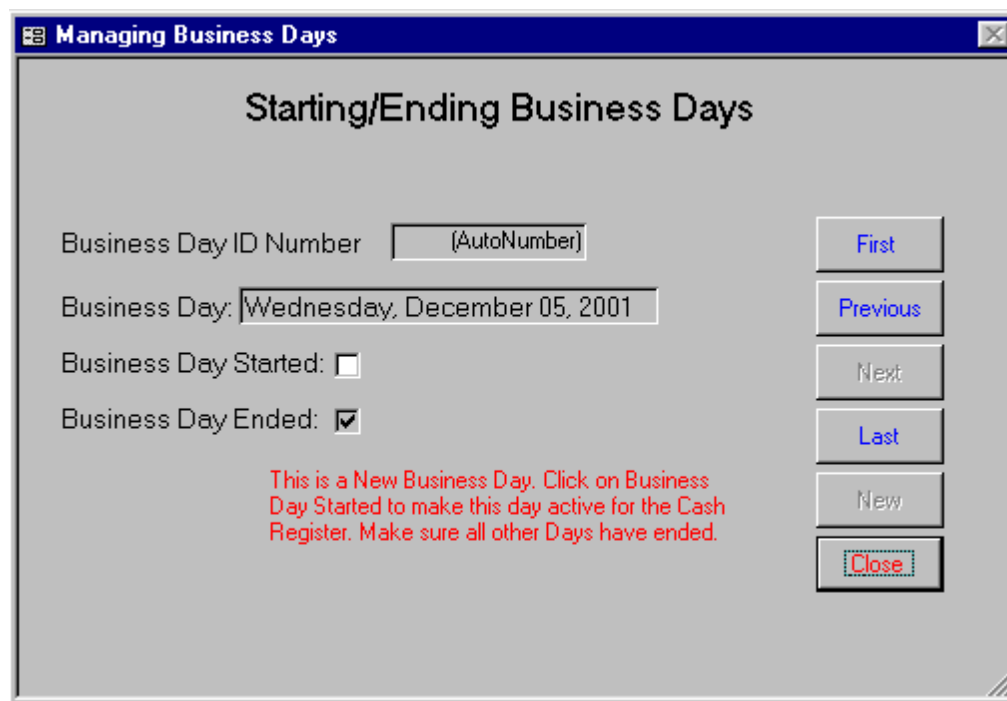 Managing Business Days
Starting/Ending Business Days
Business Day ID Number (AutoNumber)
First
Business Day: Wednesday, December 05, 2001
Previous
Business Day Started:
Next
Business Day Ended:
Last
This is a New Business Day. Click on Business
Day Started to make this day active for the Cash
Register. Make sure all other Days have ended.
New
Close